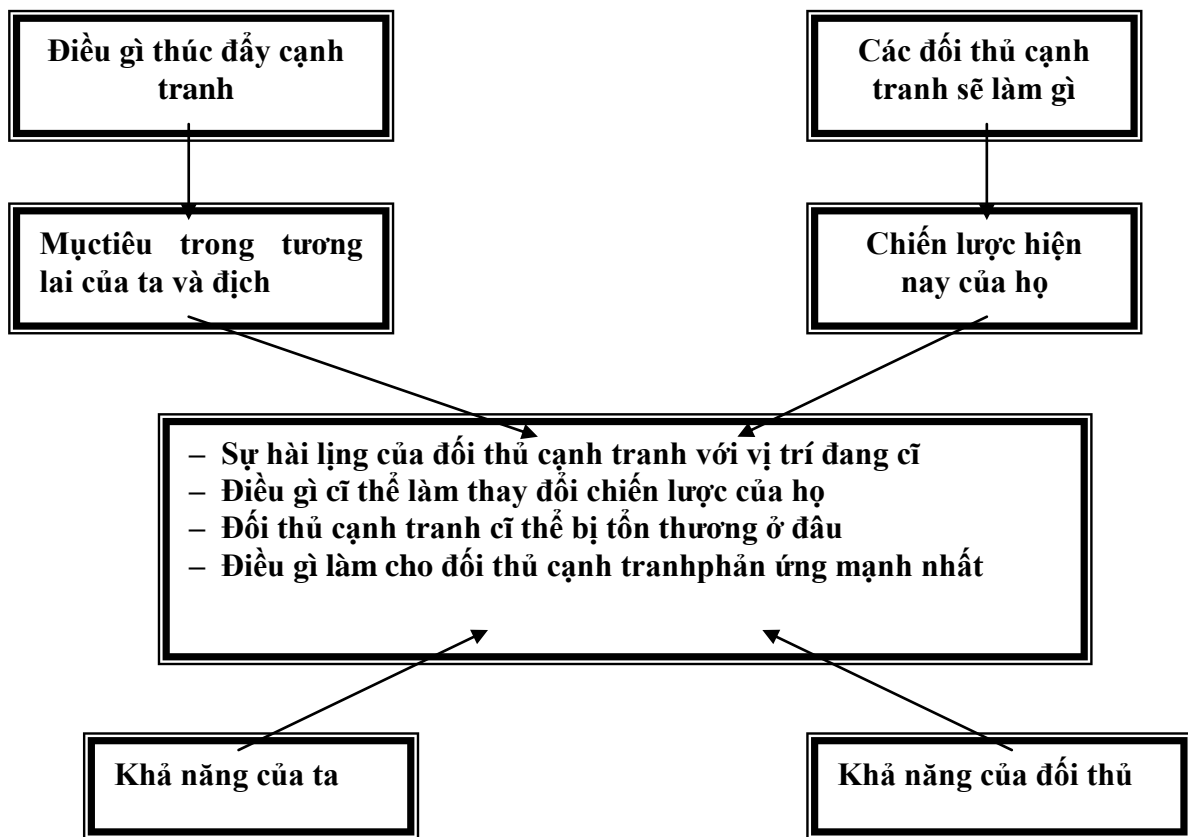 Điều gì thúc đẩy cạnh
tranh
Các đối thủ cạnh
tranh sẽ làm gì
Mụctiêu trong tương
lai của ta và địch
Chiến lược hiện
nay của họ
– Sự hài lịng của đối thủ cạnh tranh với vị trí đang cĩ
– Điều gì cĩ thể làm thay đổi chiến lược của họ
– Đối thủ cạnh tranh cĩ thể bị tổn thương ở đâu
– Điều gì làm cho đối thủ cạnh tranhphản ứng mạnh nhất
Khả năng của ta
Khả năng của đối thủ